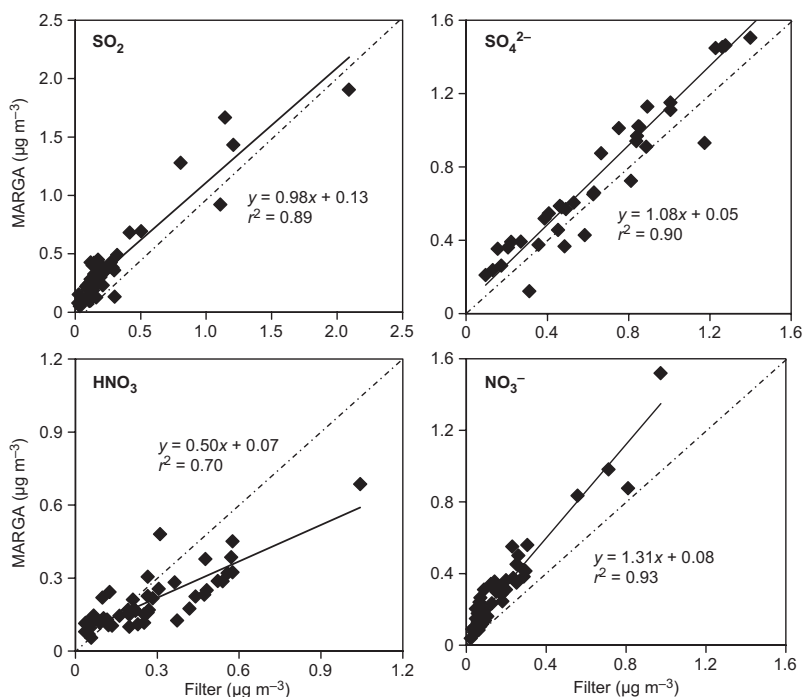 SO₂
MARGA (µg m⁻³)
2.5
2.0
1.5
1.0
0.5
0
y = 0.98x + 0.13
r² = 0.89
0 0.5 1.0 1.5 2.0 2.5
SO₄²⁻
1.6
1.2
0.8
0.4
0
y = 1.08x + 0.05
r² = 0.90
0 0.4 0.8 1.2 1.6
HNO₃
MARGA (µg m⁻³)
1.2
0.9
0.6
0.3
0
y = 0.50x + 0.07
r² = 0.70
0 0.3 0.6 0.9 1.2
Filter (µg m⁻³)
NO₃⁻
1.6
1.2
0.8
0.4
0
y = 1.31x + 0.08
r² = 0.93
0 0.4 0.8 1.2 1.6
Filter (µg m⁻³)